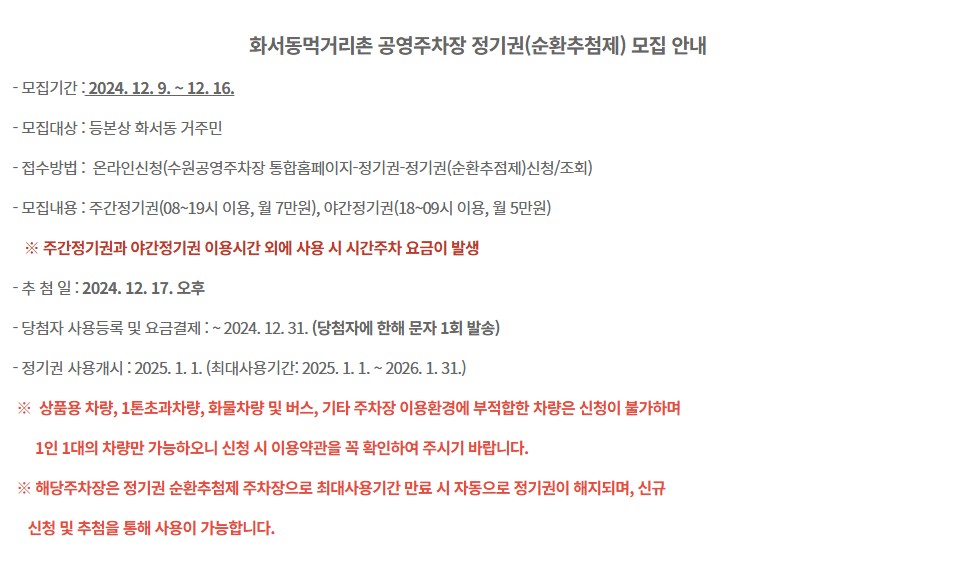 화서동먹거리촌 공영주차장 정기권(순환추첨제) 모집 안내
- 모집기간 : 2024. 12. 9. ~ 12. 16.
- 모집대상 : 등본상 화서동 거주민
- 접수방법 : 온라인신청(수원공영주차장 통합홈페이지-정기권-정기권(순환추점제)신청/조회)
- 모집내용 : 주간정기권(08~19시 이용, 월 7만원), 야간정기권(18~09시 이용, 월 5만원)
※ 주간정기권과 야간정기권 이용시간 외에 사용 시 시간주차 요금이 발생
- 추 첨 일 : 2024. 12. 17. 오후
- 당첨자 사용등록 및 요금결제 : ~ 2024. 12. 31. (당첨자에 한해 문자 1회 발송)
- 정기권 사용개시 : 2025. 1. 1. (최대사용기간: 2025. 1. 1. ~ 2026. 1. 31.)
※ 상품용 차량, 1톤초과차량, 화물차량 및 버스, 기타 주차장 이용환경에 부적합한 차량은 신청이 불가하며
1인 1대의 차량만 가능하오니 신청 시 이용약관을 꼭 확인하여 주시기 바랍니다.
※ 해당주차장은 정기권 순환추첨제 주차장으로 최대사용기간 만료 시 자동으로 정기권이 해지되며, 신규
신청 및 추첨을 통해 사용이 가능합니다.